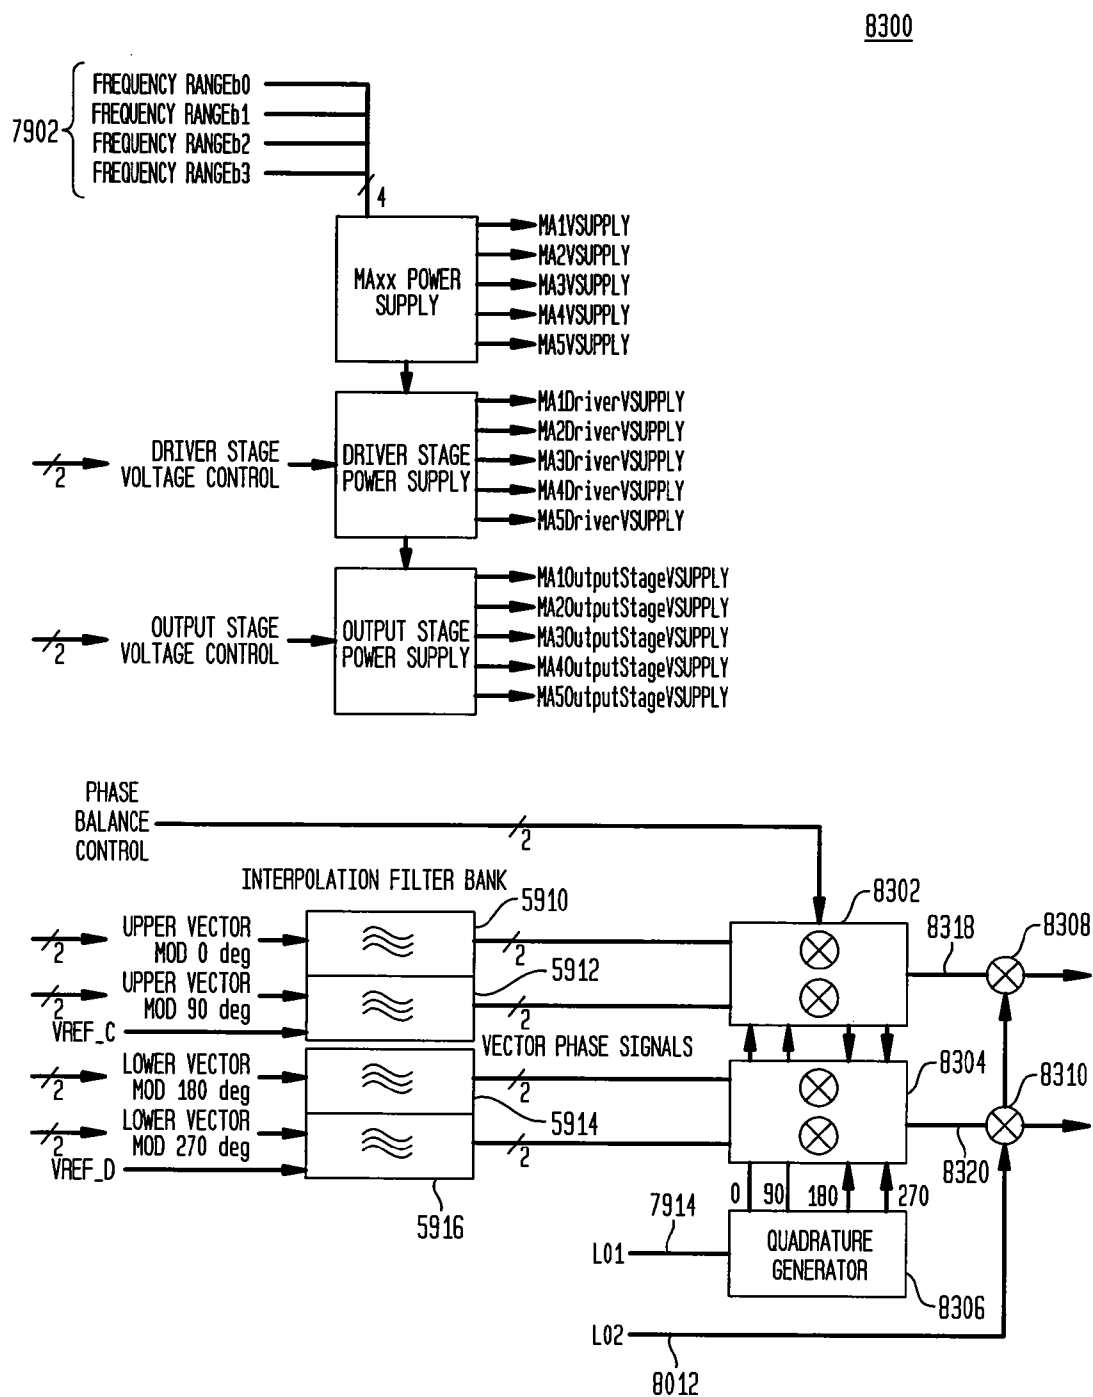 8300
7902
FREQUENCY RANGEb0
FREQUENCY RANGEb1
FREQUENCY RANGEb2
FREQUENCY RANGEb3
4
MAxx POWER
SUPPLY
MA1VSUPPLY
MA2VSUPPLY
MA3VSUPPLY
MA4VSUPPLY
MA5VSUPPLY
2
DRIVER STAGE
VOLTAGE CONTROL
DRIVER STAGE
POWER SUPPLY
MA1DriverVSUPPLY
MA2DriverVSUPPLY
MA3DriverVSUPPLY
MA4DriverVSUPPLY
MA5DriverVSUPPLY
2
OUTPUT STAGE
VOLTAGE CONTROL
OUTPUT STAGE
POWER SUPPLY
MA1OutputStageVSUPPLY
MA2OutputStageVSUPPLY
MA3OutputStageVSUPPLY
MA4OutputStageVSUPPLY
MA5OutputStageVSUPPLY
PHASE
BALANCE
CONTROL
2
INTERPOLATION FILTER BANK
5910
8302
2
UPPER VECTOR
MOD 0 deg
2
8318
8308
5912
2
UPPER VECTOR
MOD 90 deg
2
VREF_C
VECTOR PHASE SIGNALS
2
LOWER VECTOR
MOD 180 deg
2
8304
8310
5914
2
LOWER VECTOR
MOD 270 deg
2
VREF_D
8320
5916
0
90
180
270
7914
LO1
QUADRATURE
GENERATOR
8306
LO2
8012